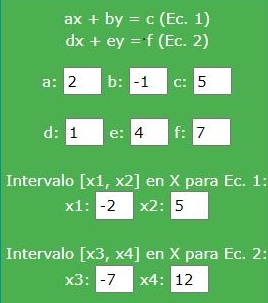 ax + by = c (Ec. 1)
dx + ey = f (Ec. 2)
a: 2 b: -1 c: 5
d: 1 e: 4 f: 7
Intervalo [x1, x2] en X para Ec. 1:
x1: -2 x2: 5
Intervalo [x3, x4] en X para Ec. 2:
x3: -7 x4: 12